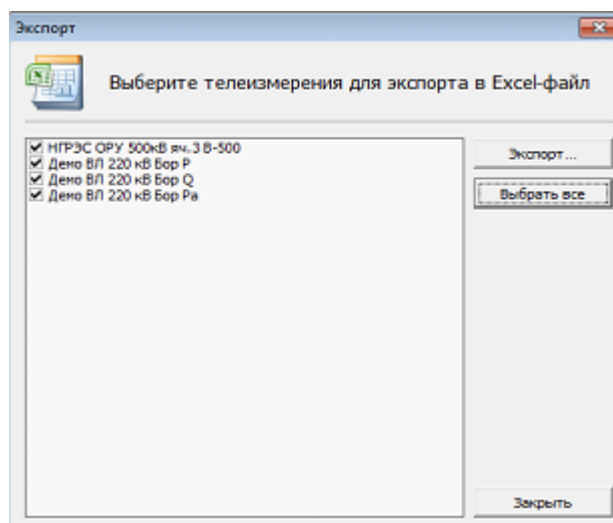 Экспорт
Выберите телеизмерения для экспорта в Excel-файл
НГРЭС ОРУ 500кВ яч.3 В-500
Демо ВЛ 220 кВ Бор P
Демо ВЛ 220 кВ Бор Q
Демо ВЛ 220 кВ Бор Pa
Экспорт...
Выбрать все
Закрыть